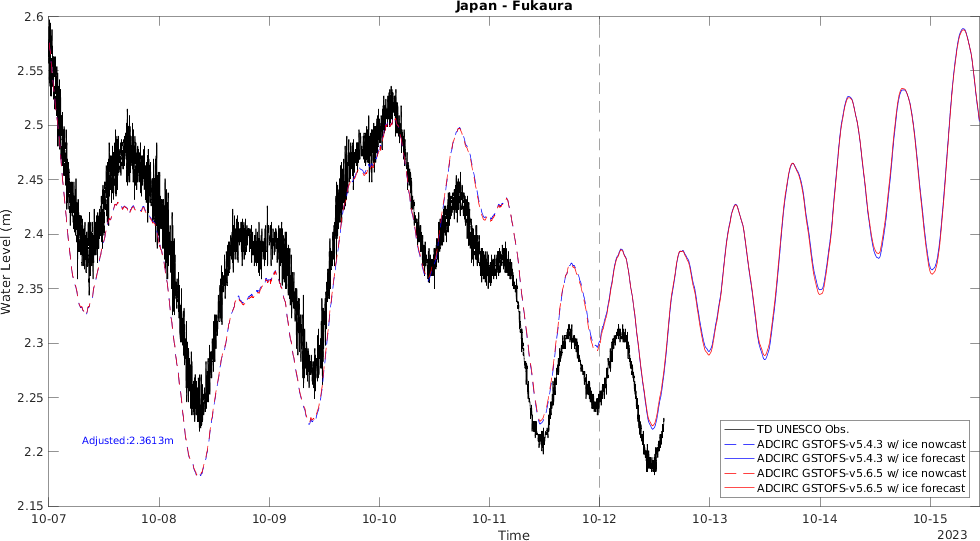 Japan - Fukaura
2.6
2.55
2.5
2.45
2.4
2.35
2.3
2.25
2.2
2.15
Water Level (m)
Adjusted:2.3613m
TD UNESCO Obs.
ADCIRC GSTOFS-v5.4.3 w/ ice nowcast
ADCIRC GSTOFS-v5.4.3 w/ ice forecast
ADCIRC GSTOFS-v5.6.5 w/ ice nowcast
ADCIRC GSTOFS-v5.6.5 w/ ice forecast
10-07 10-08 10-09 10-10 10-11 10-12 10-13 10-14 10-15
Time
2023